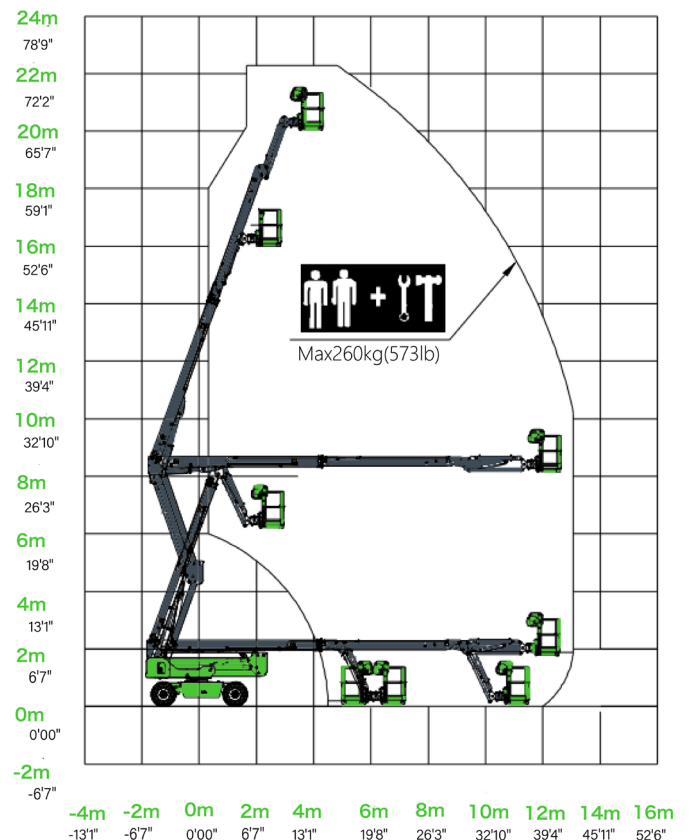 24m
78'9"
22m
72'2"
20m
65'7"
18m
59'1"
16m
52'6"
14m
45'11"
12m
39'4"
10m
32'10"
8m
26'3"
6m
19'8"
4m
13'1"
2m
6'7"
0m
0'00"
-2m
-6'7"
Max260kg(573lb)
-4m -2m 0m 2m 4m 6m 8m 10m 12m 14m 16m
-13'1" -6'7" 0'00" 6'7" 13'1" 19'8" 26'3" 32'10" 39'4" 45'11" 52'6"